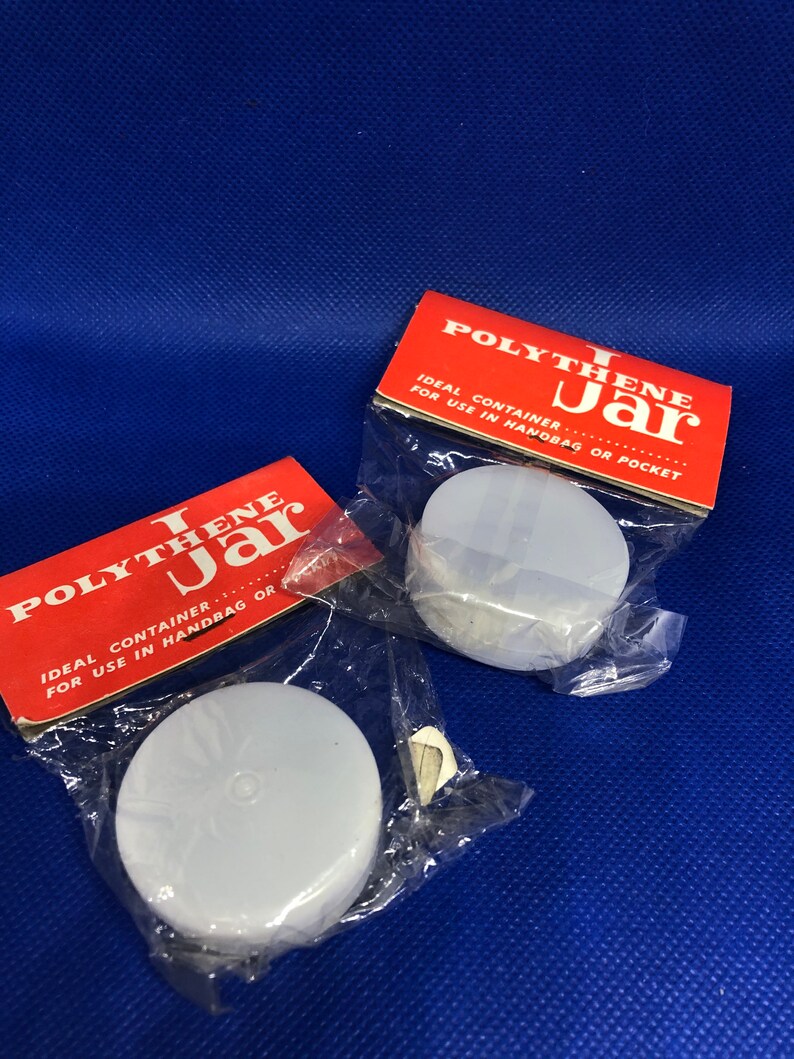 POLYTHENE
Jar
IDEAL CONTAINER................
FOR USE IN HANDBAG OR POCKET
POLYTHENE
Jar
IDEAL CONTAINER..........
FOR USE IN HANDBAG OR